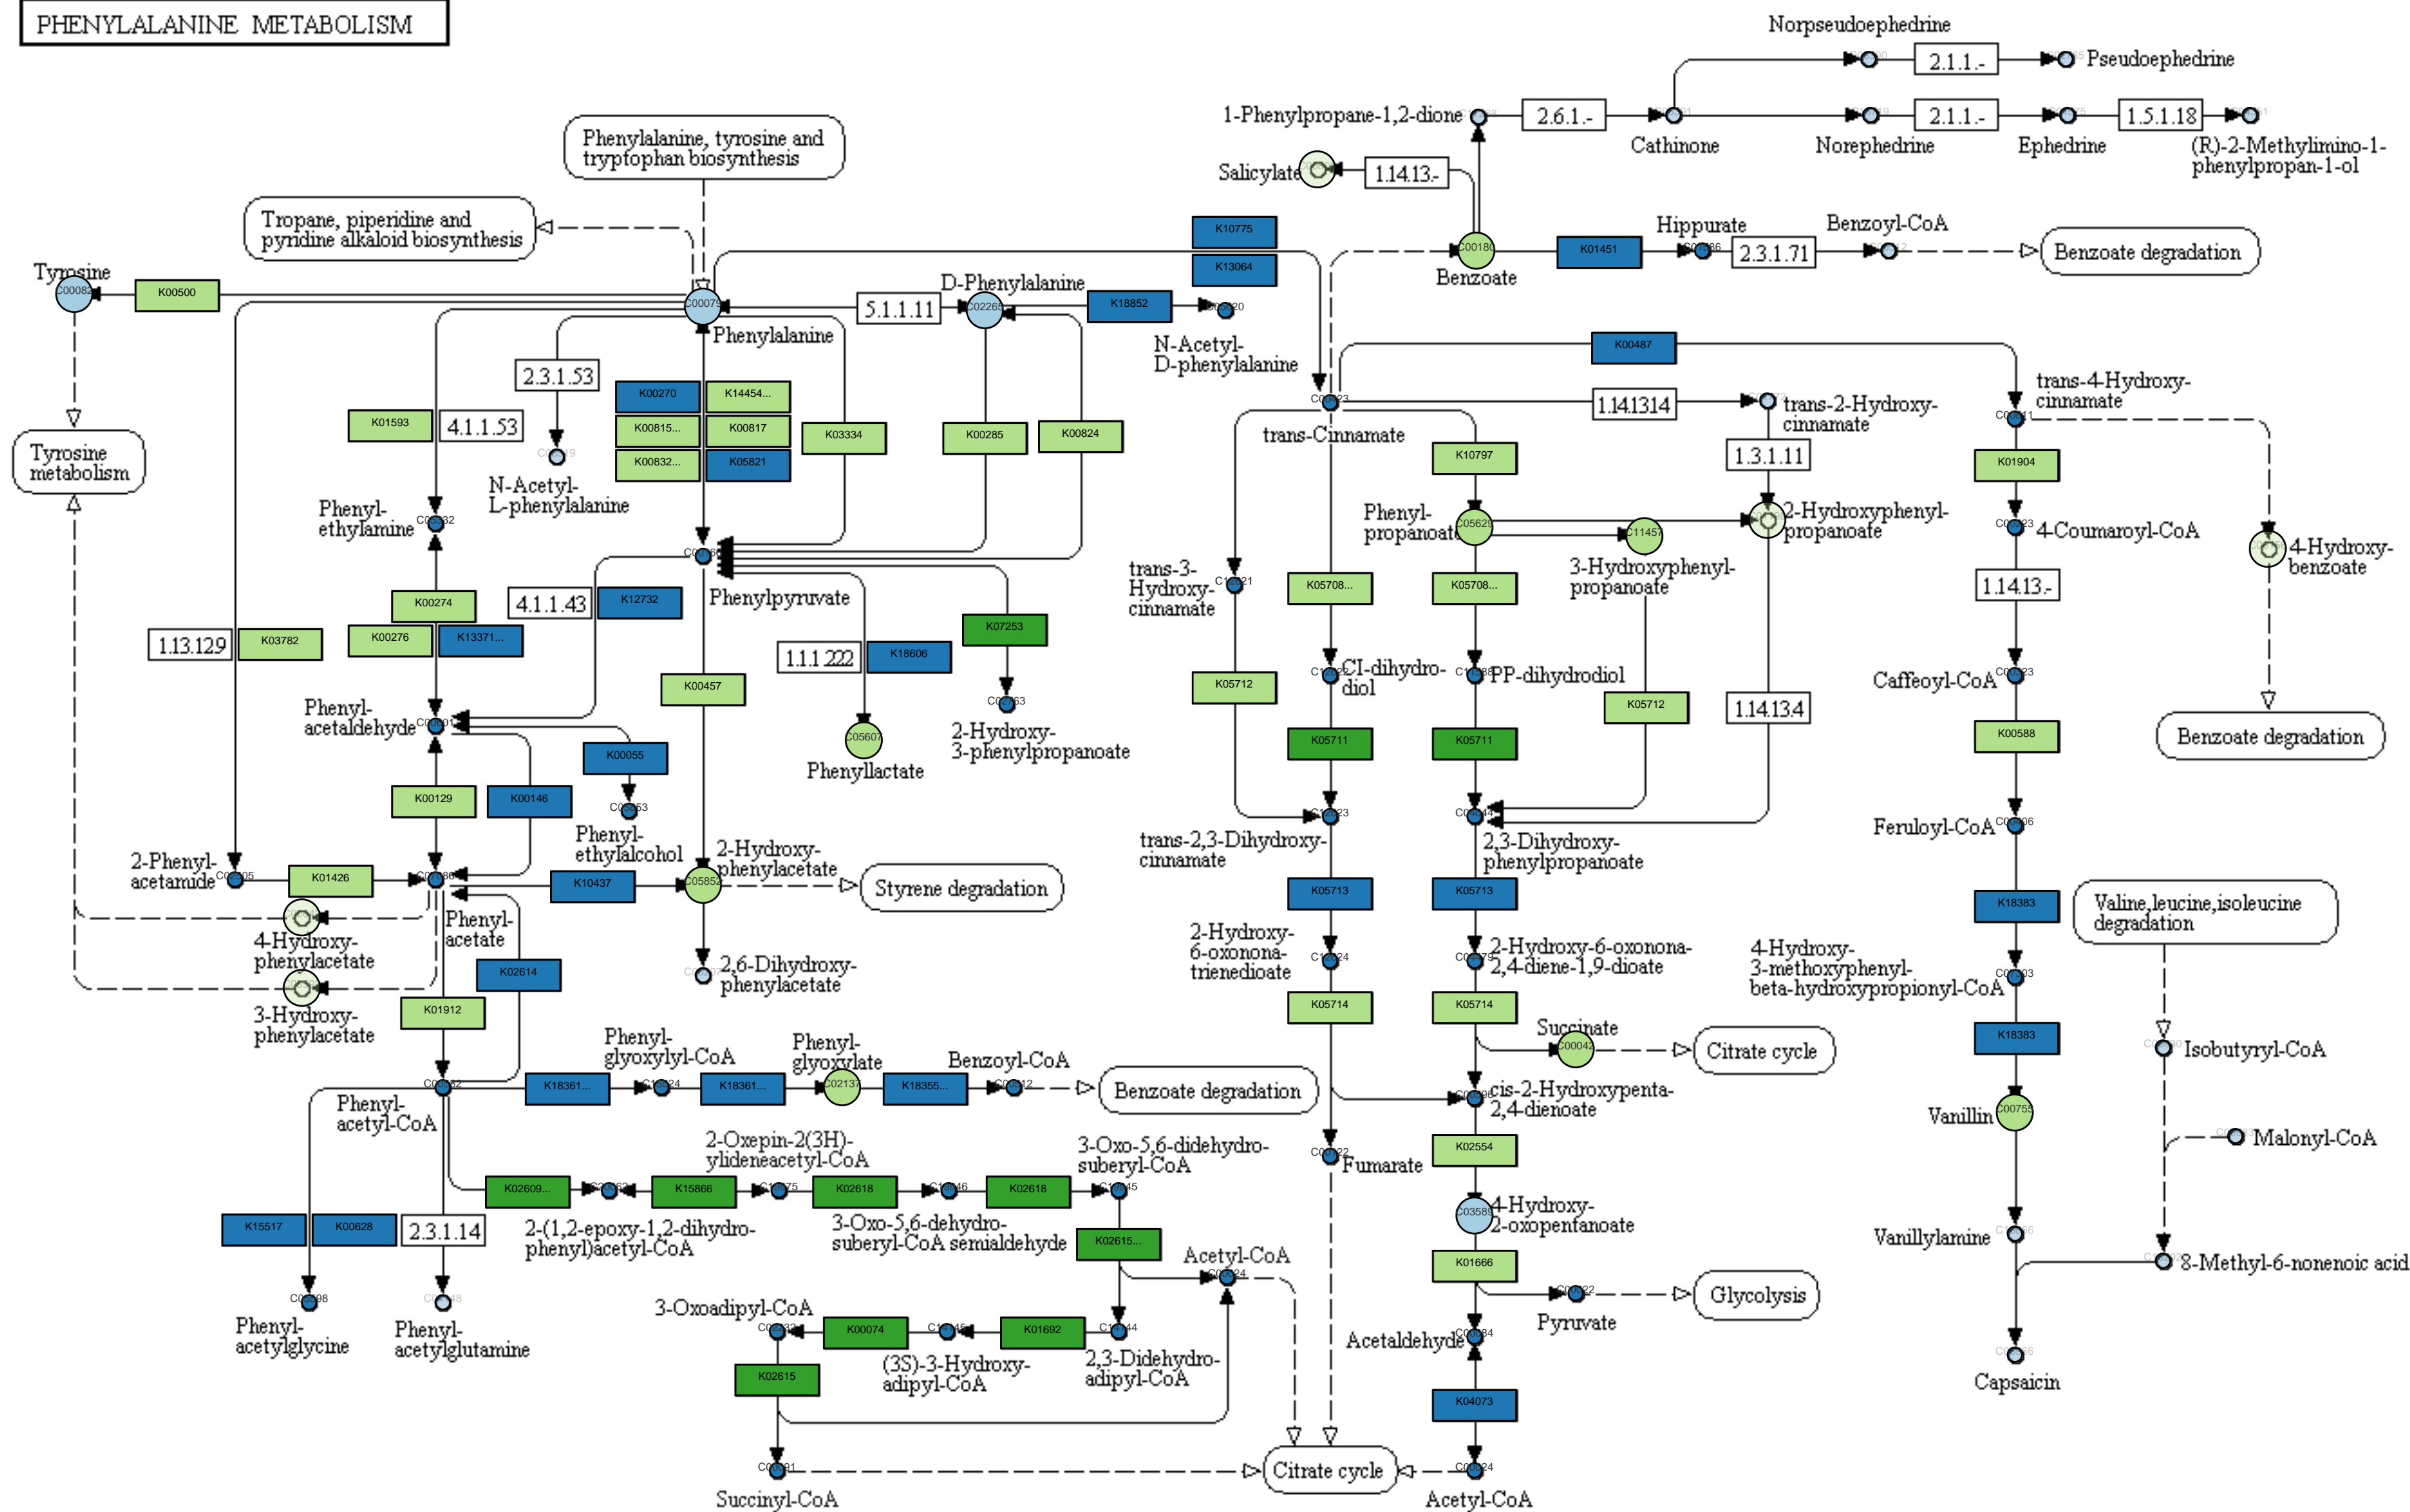 PHENYLALANINE METABOLISM
Norpseudoephedrine
2.1.1.-
Pseudoephedrine
1-Phenylpropane-1,2-dione
2.6.1.-
Cathinone
2.1.1.-
Norephedrine
Ephedrine
1.5.1.18
(R)-2-Methylimino-1-
phenylpropan-1-ol
Phenylalanine, tyrosine and
tryptophan biosynthesis
Salicylate
1.14.13.-
Tropane, piperidine and
pyridine alkaloid biosynthesis
K10775
K13064
C00180
Benzoate
K01451
Hippurate
2.3.1.71
Benzoyl-CoA
Benzoate degradation
Tyrosine
C00082
K00500
C00079
Phenylalanine
5.1.1.11
D-Phenylalanine
C02265
K18852
N-Acetyl-
D-phenylalanine
K00487
2.3.1.53
K00270
K14454...
K00815...
K00817
K00832...
K05821
K03334
K00285
K00824
K01593
4.1.1.53
N-Acetyl-
L-phenylalanine
trans-Cinnamate
1.14.13.14
trans-2-Hydroxy-
cinnamate
trans-4-Hydroxy-
cinnamate
Tyrosine
metabolism
K10797
1.3.1.11
K01904
Phenyl-
ethylamine
Phenyl-
propanoate
C05629
C11457
3-Hydroxyphenyl-
propanoate
2-Hydroxyphenyl-
propanoate
4-Coumaroyl-CoA
4-Hydroxy-
benzoate
Phenylpyruvate
trans-3-
Hydroxy-
cinnamate
K05708...
K05708...
1.14.13.-
K00274
4.1.1.43
K12732
K00276
K13371...
1.13.12.9
K03782
1.1.1.222
K18606
K07253
K00457
K05712
CI-dihydro-
diol
PP-dihydrodiol
K05712
1.14.13.4
Caffeoyl-CoA
Phenyl-
acetaldehyde
C05607
Phenyllactate
2-Hydroxy-
3-phenylpropanoate
K05711
K05711
K00588
Benzoate degradation
K00055
K00129
K00146
Phenyl-
ethylalcohol
trans-2,3-Dihydroxy-
cinnamate
2,3-Dihydroxy-
phenylpropanoate
Feruloyl-CoA
2-Phenyl-
acetamide
K01426
K10437
2-Hydroxy-
phenylacetate
C05852
Styrene degradation
K05713
K05713
K18383
Valine,leucine,isoleucine
degradation
4-Hydroxy-
phenylacetate
Phenyl-
acetate
K02614
2,6-Dihydroxy-
phenylacetate
2-Hydroxy-
6-oxonona-
trienedioate
2-Hydroxy-6-oxonona-
2,4-diene-1,9-dioate
4-Hydroxy-
3-methoxyphenyl-
beta-hydroxypropionyl-CoA
3-Hydroxy-
phenylacetate
K01912
K05714
K05714
Succinate
C00042
Citrate cycle
K18383
Isobutyryl-CoA
Phenyl-
acetyl-CoA
K18361...
Phenyl-
glyoxylyl-CoA
K18361...
Phenyl-
glyoxylate
C02137
K18355...
Benzoyl-CoA
Benzoate degradation
cis-2-Hydroxypenta-
2,4-dienoate
Vanillin
C00755
Malonyl-CoA
K02554
Fumarate
K02609...
2-(1,2-epoxy-1,2-dihydro-
phenyl)acetyl-CoA
K15866
2-Oxepin-2(3H)-
ylideneacetyl-CoA
K02618
3-Oxo-5,6-dehydro-
suberyl-CoA semialdehyde
K02618
3-Oxo-5,6-didehydro-
suberyl-CoA
C03589
4-Hydroxy-
2-oxopentanoate
K15517
K00628
2.3.1.14
K02615...
Acetyl-CoA
K01666
Vanillylamine
8-Methyl-6-nonenoic acid
Phenyl-
acetylglycine
Phenyl-
acetylglutamine
3-Oxoadipyl-CoA
K00074
(3S)-3-Hydroxy-
adipyl-CoA
K01692
2,3-Didehydro-
adipyl-CoA
Pyruvate
Glycolysis
Acetaldehyde
K02615
K04073
Capsaicin
Succinyl-CoA
Citrate cycle
Acetyl-CoA